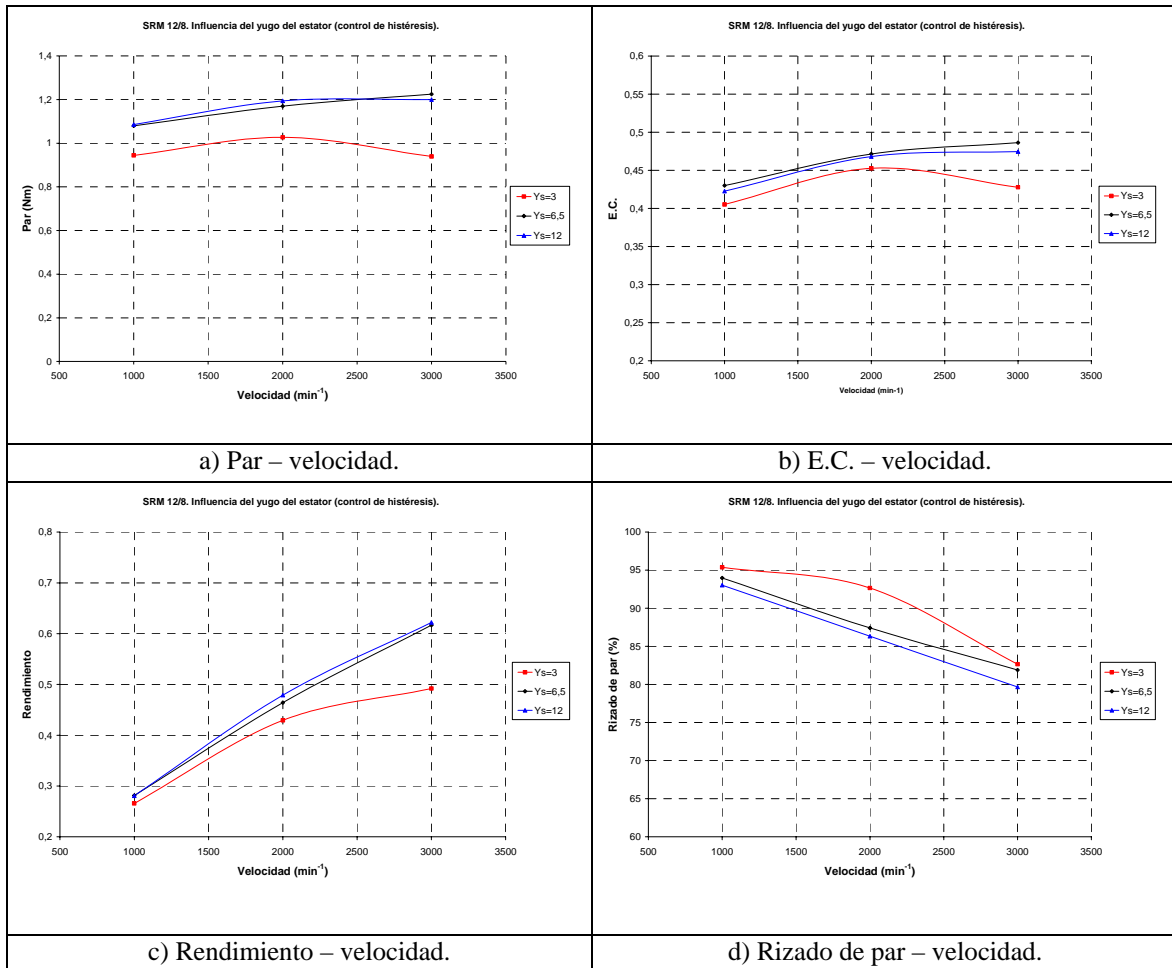 SRM 12/8. Influencia del yugo del estator (control de histéresis).
1,4
1,2
1
0,8
0,6
0,4
0,2
0
500
1000
1500
2000
2500
3000
3500
Par (Nm)
Velocidad (min-1)
Ys=3
Ys=6,5
Ys=12
a) Par – velocidad.
SRM 12/8. Influencia del yugo del estator (control de histéresis).
0,6
0,55
0,5
0,45
0,4
0,35
0,3
0,25
0,2
500
1000
1500
2000
2500
3000
3500
E.C.
Velocidad (min-1)
Ys=3
Ys=6,5
Ys=12
b) E.C. – velocidad.
SRM 12/8. Influencia del yugo del estator (control de histéresis).
0,8
0,7
0,6
0,5
0,4
0,3
0,2
500
1000
1500
2000
2500
3000
3500
Rendimiento
Velocidad (min-1)
Ys=3
Ys=6,5
Ys=12
c) Rendimiento – velocidad.
SRM 12/8. Influencia del yugo del estator (control de histéresis).
100
95
90
85
80
75
70
65
60
500
1000
1500
2000
2500
3000
3500
Rizado de par (%)
Velocidad (min-1)
Ys=3
Ys=6,5
Ys=12
d) Rizado de par – velocidad.